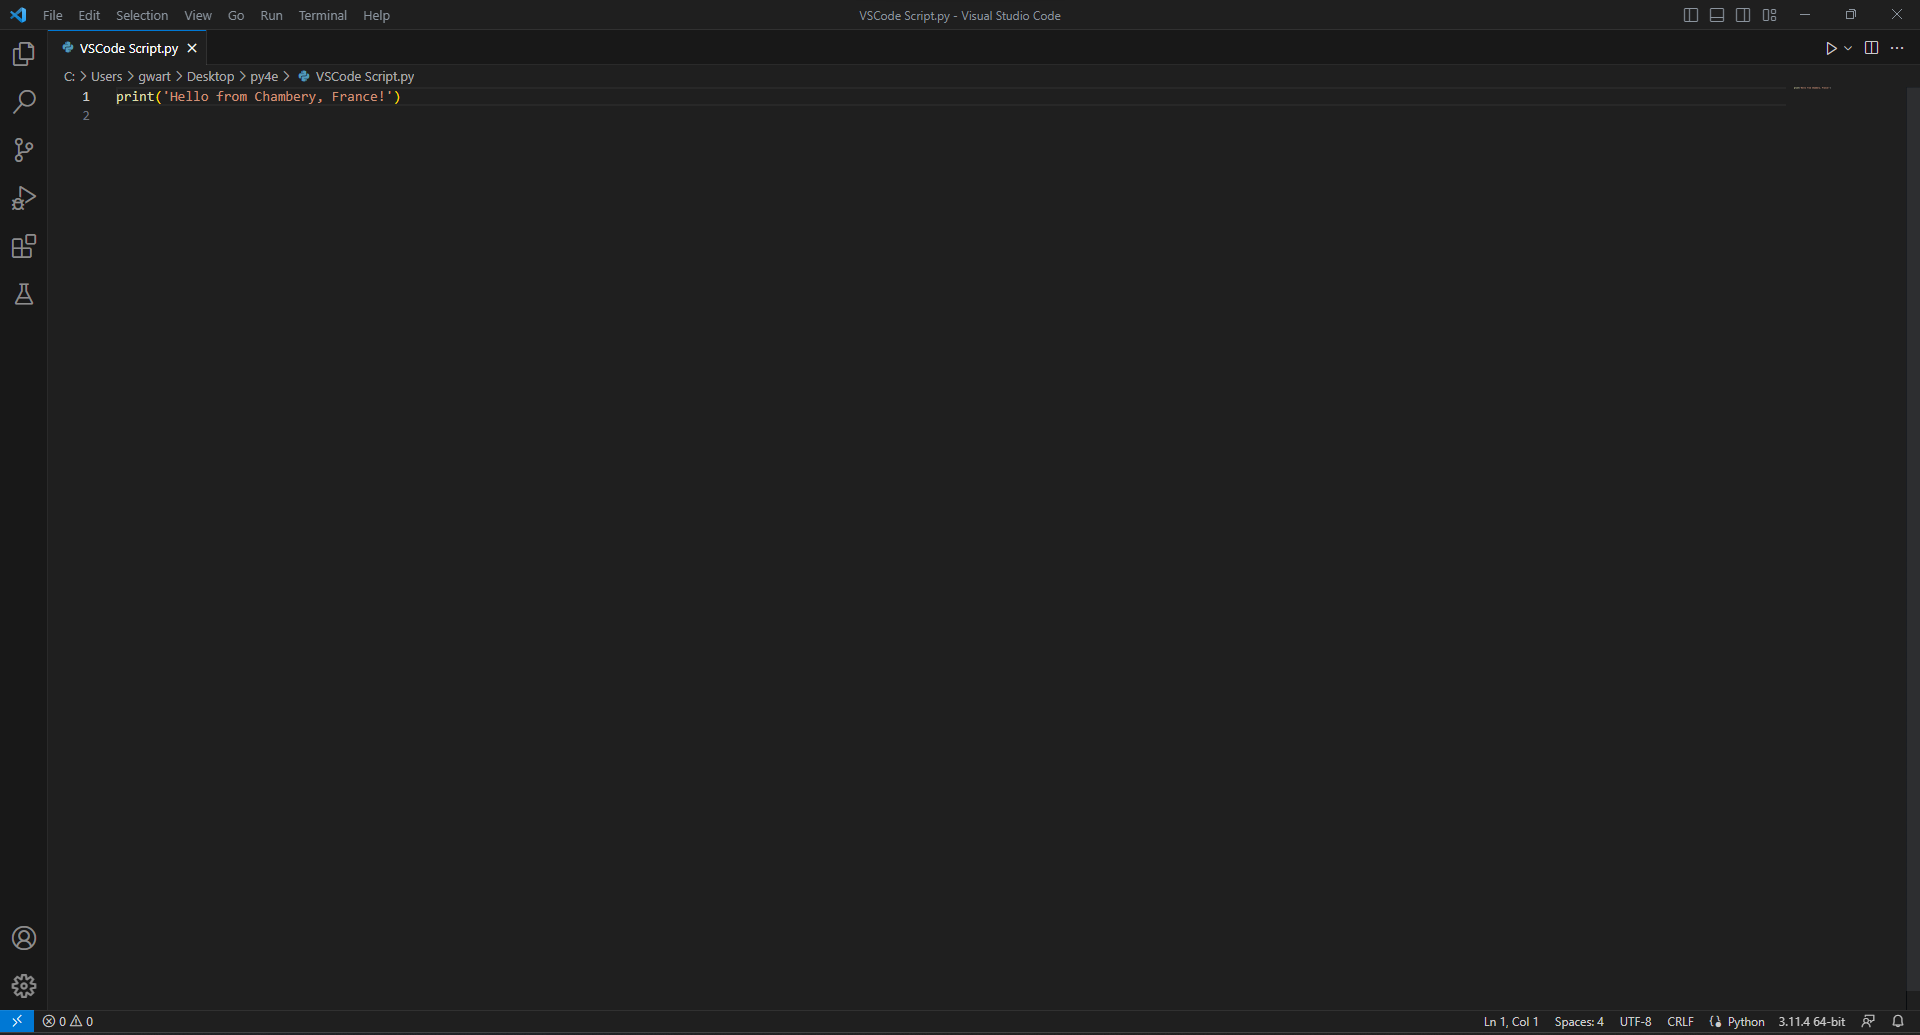 File Edit Selection View Go Run Terminal Help VSCode Script.py - Visual Studio Code
VSCode Script.py
C: > Users > gwart > Desktop > py4e > VSCode Script.py
1 print('Hello from Chambery, France!')
2
0 0 Ln 1, Col 1 Spaces: 4 UTF-8 CRLF Python 3.11.4 64-bit